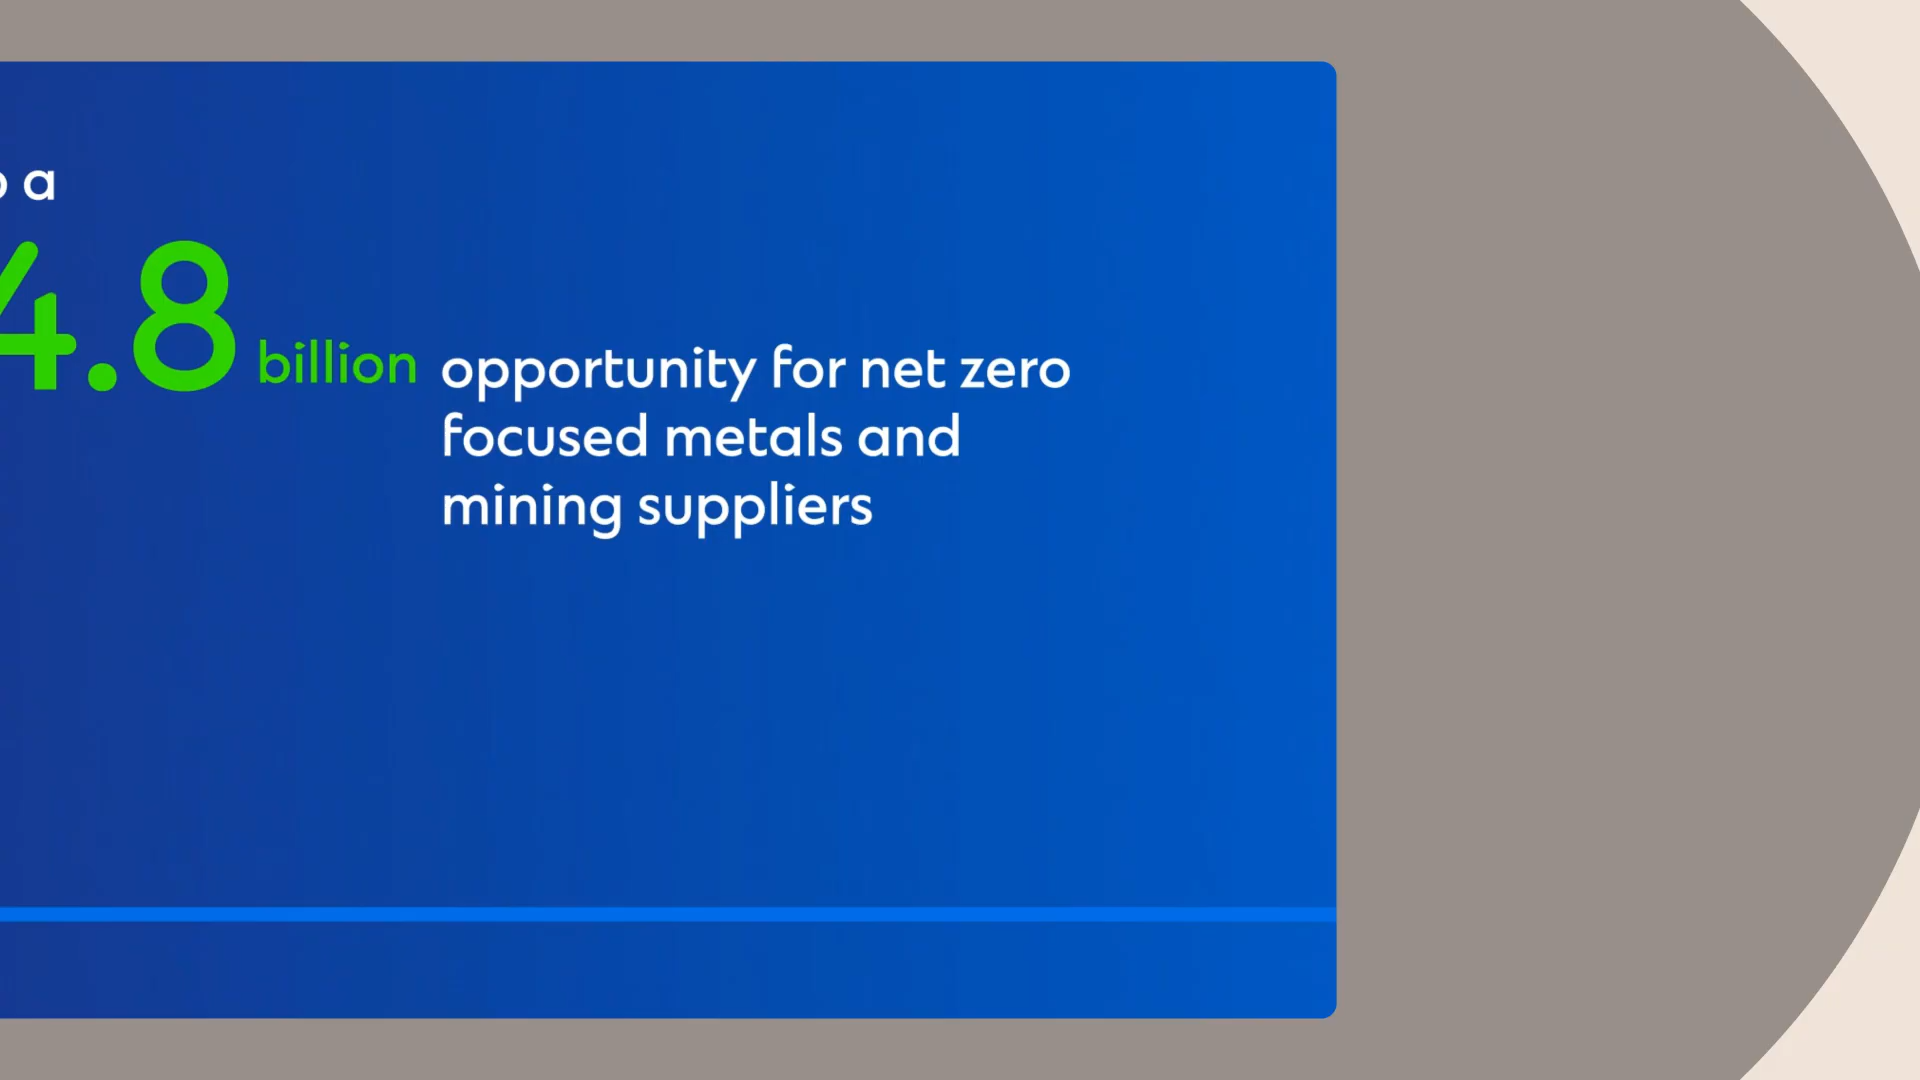 a
4.8 billion opportunity for net zero
focused metals and
mining suppliers